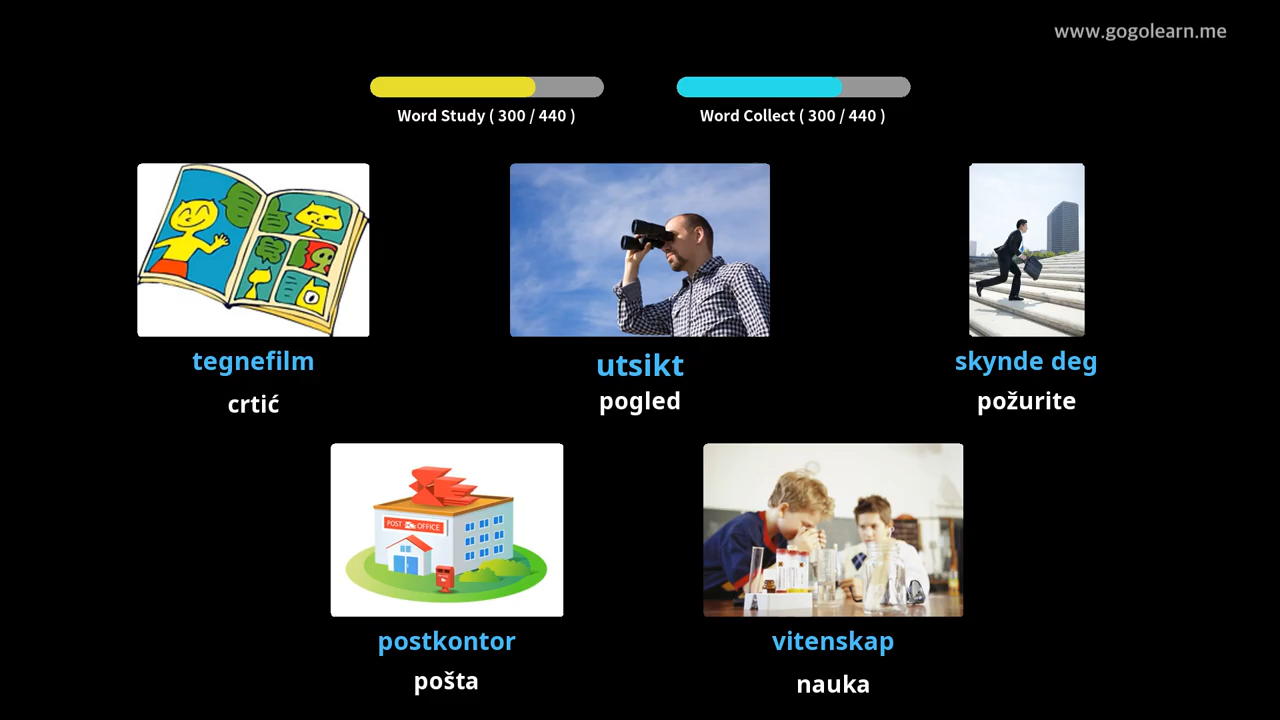 www.gogolearn.me
Word Study ( 300 / 440 )
Word Collect ( 300 / 440 )
tegnefilm
crtić
utsikt
pogled
skynde deg
požurite
POST OFFICE
postkontor
pošta
vitenskap
nauka